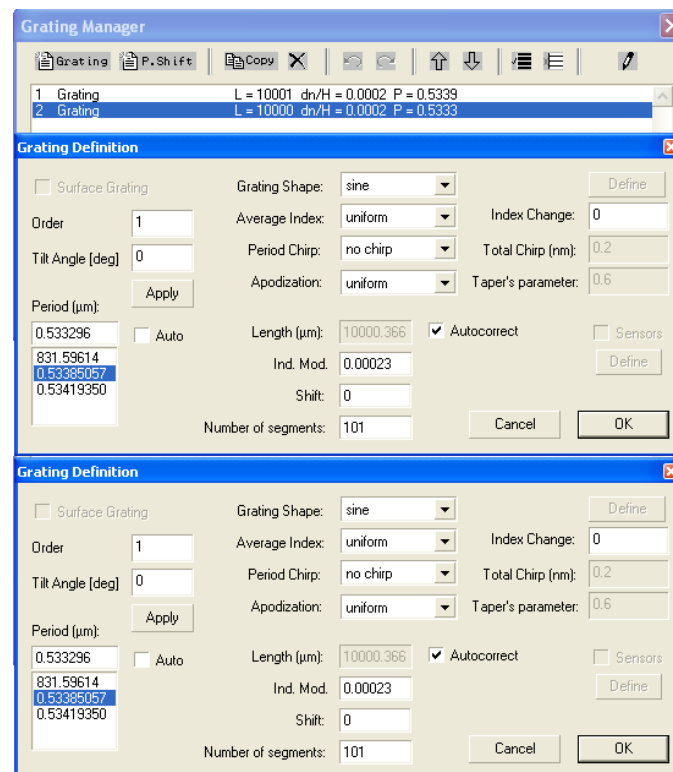 Grating Manager
Grating P.Shift Copy
1 Grating L = 10001 dn/H = 0.0002 P = 0.5339
2 Grating L = 10000 dn/H = 0.0002 P = 0.5333
Grating Definition
Surface Grating Grating Shape: sine Define
Order 1 Average Index: uniform Index Change: 0
Tilt Angle [deg] 0 Period Chirp: no chirp Total Chirp (nm): 0.2
Apply Apodization: uniform Taper's parameter: 0.6
Period (µm):
0.533296 Auto Length (µm): 10000.366 Autocorrect Sensors
831.59614 Ind. Mod. 0.00023 Define
0.53385057
0.53419350 Shift: 0
Number of segments: 101 Cancel OK
Grating Definition
Surface Grating Grating Shape: sine Define
Order 1 Average Index: uniform Index Change: 0
Tilt Angle [deg] 0 Period Chirp: no chirp Total Chirp (nm): 0.2
Apply Apodization: uniform Taper's parameter: 0.6
Period (µm):
0.533296 Auto Length (µm): 10000.366 Autocorrect Sensors
831.59614 Ind. Mod. 0.00023 Define
0.53385057
0.53419350 Shift: 0
Number of segments: 101 Cancel OK